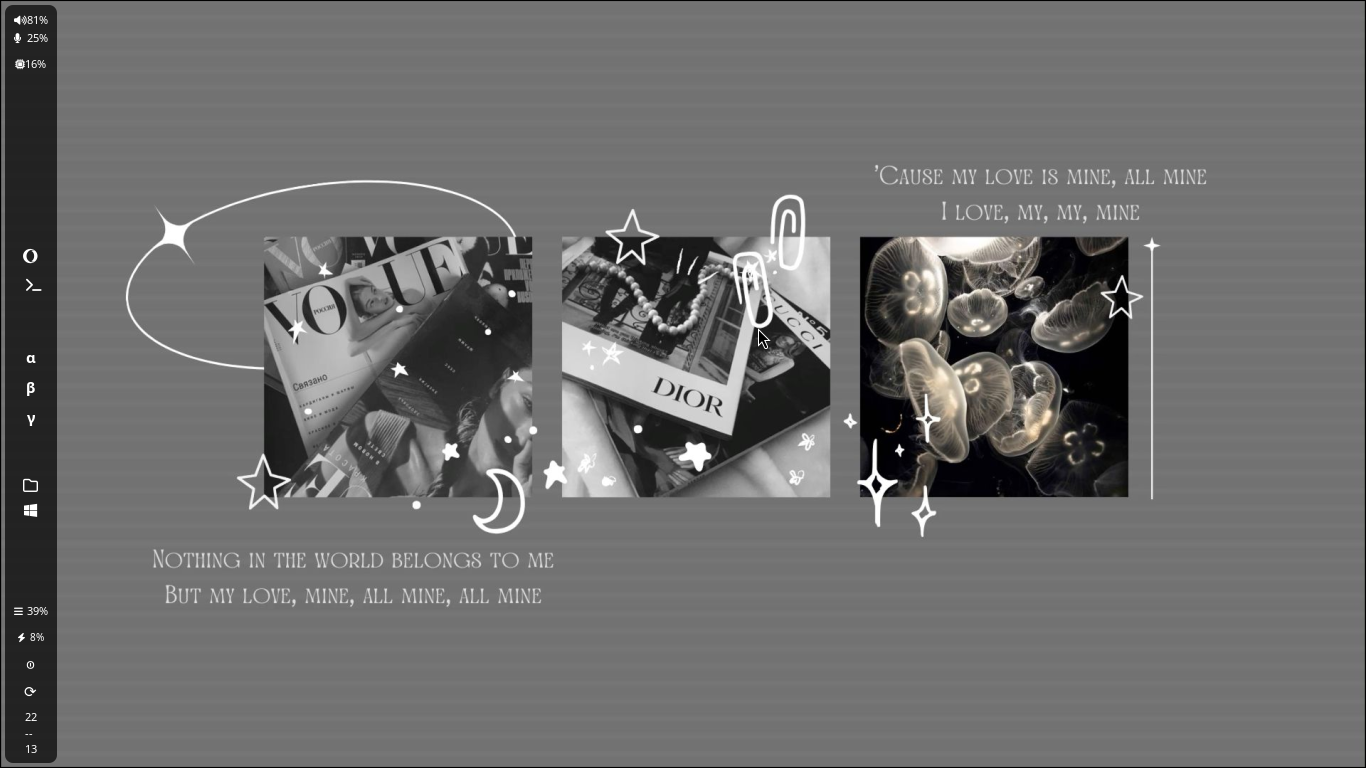 81%
25%
16%
'CAUSE MY LOVE IS MINE, ALL MINE
I LOVE, MY, MY, MINE
VOGUE
РОССИЯ
Связано
GUCCI
DIOR
α
β
γ
NOTHING IN THE WORLD BELONGS TO ME
BUT MY LOVE, MINE, ALL MINE, ALL MINE
39%
8%
22
--
13